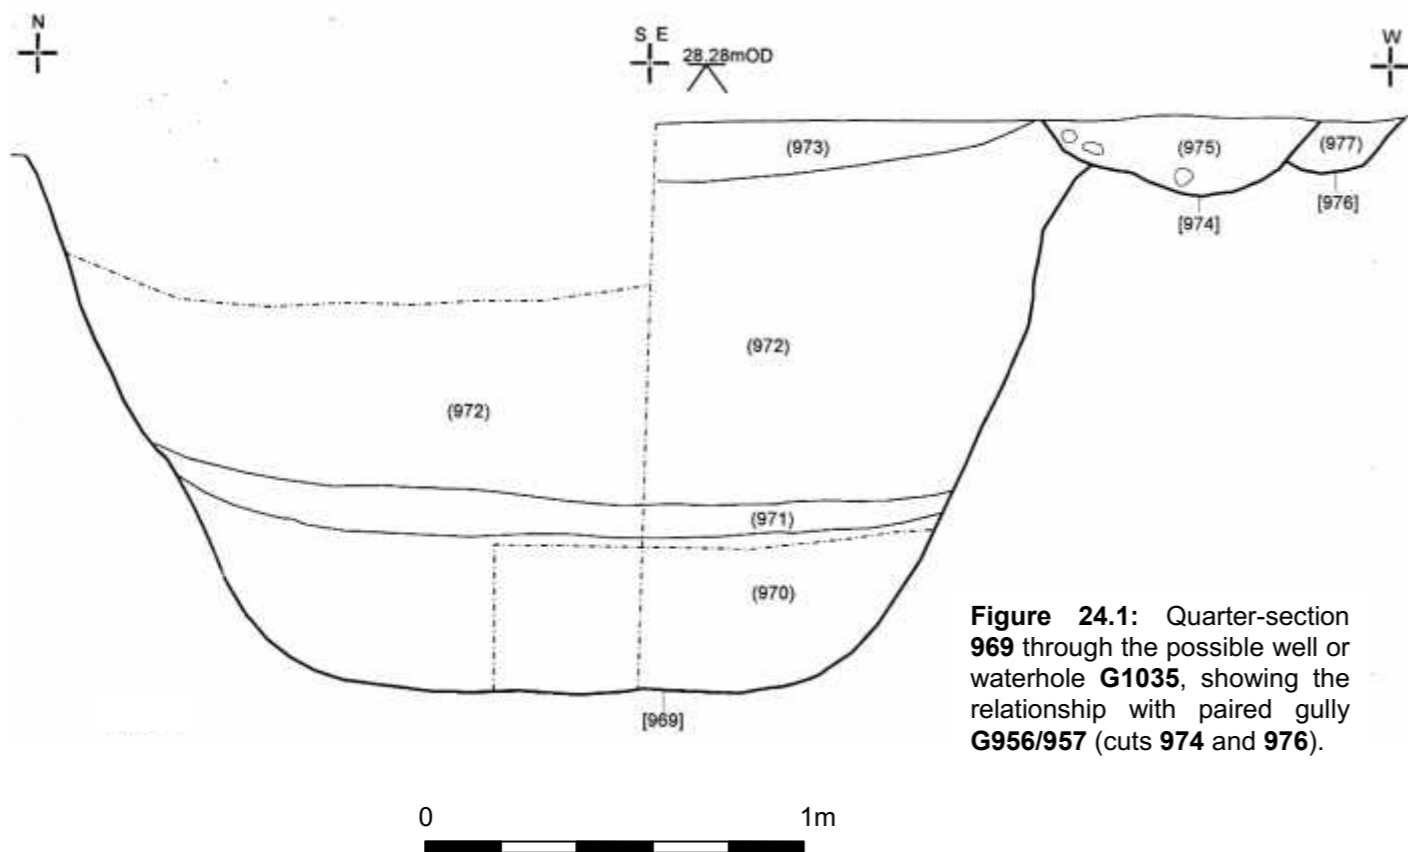 N
S E
28.28mOD
W
(973)
(975)
(977)
[976]
[974]
(972)
(972)
(971)
(970)
[969]
Figure 24.1: Quarter-section
969 through the possible well or
waterhole G1035, showing the
relationship with paired gully
G956/957 (cuts 974 and 976).
0 1m